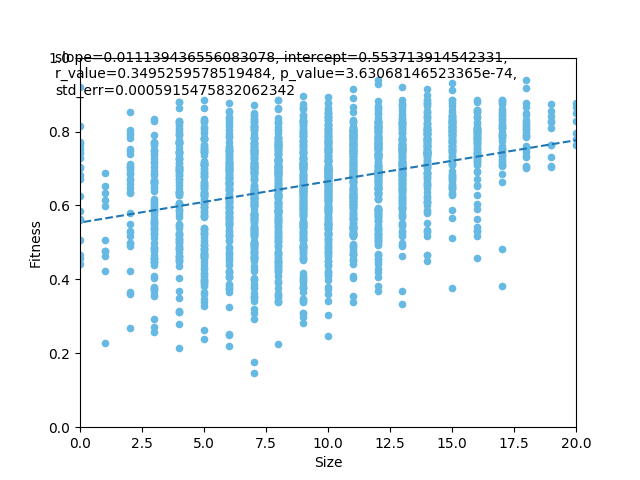 slope=0.011139436556083078, intercept=0.553713914542331,
r_value=0.3495259578519484, p_value=3.63068146523365e-74,
std_err=0.0005915475832062342
1.0
0.8
0.6
0.4
0.2
0.0
Fitness
0.0 2.5 5.0 7.5 10.0 12.5 15.0 17.5 20.0
Size